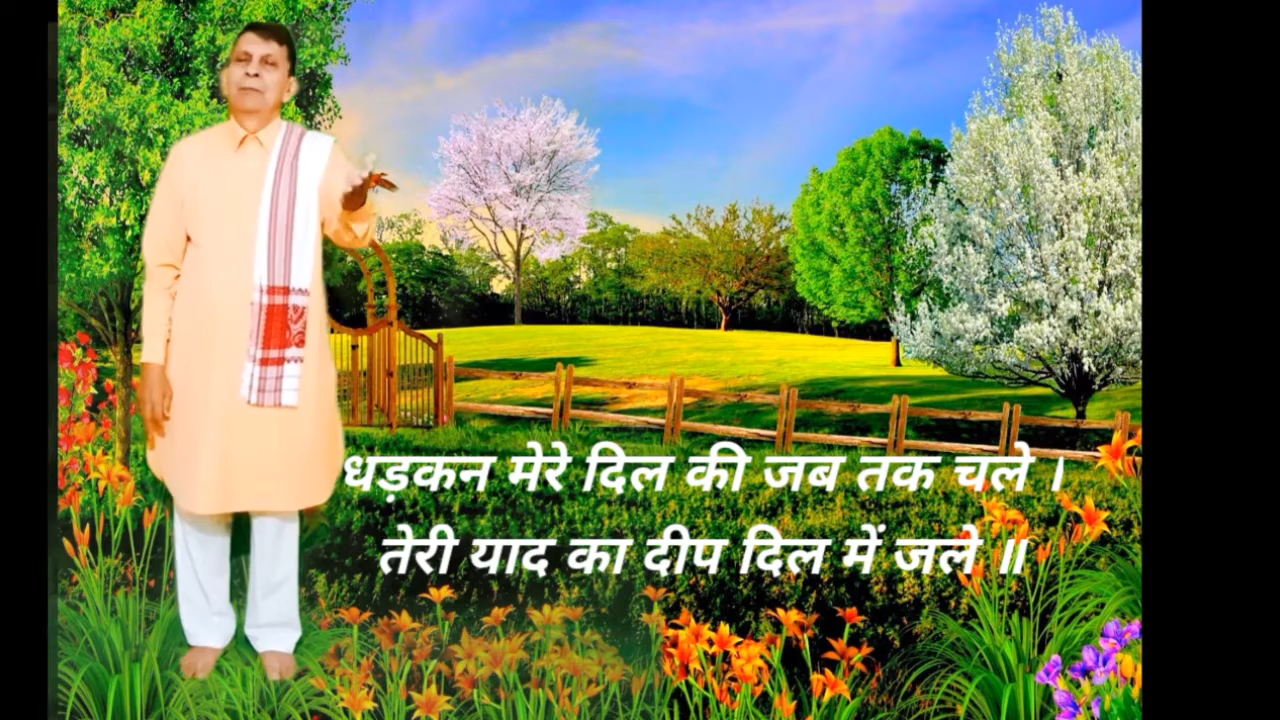 धड़कन मेरे दिल की जब तक चले ।
तेरी याद का दीप दिल में जले ॥